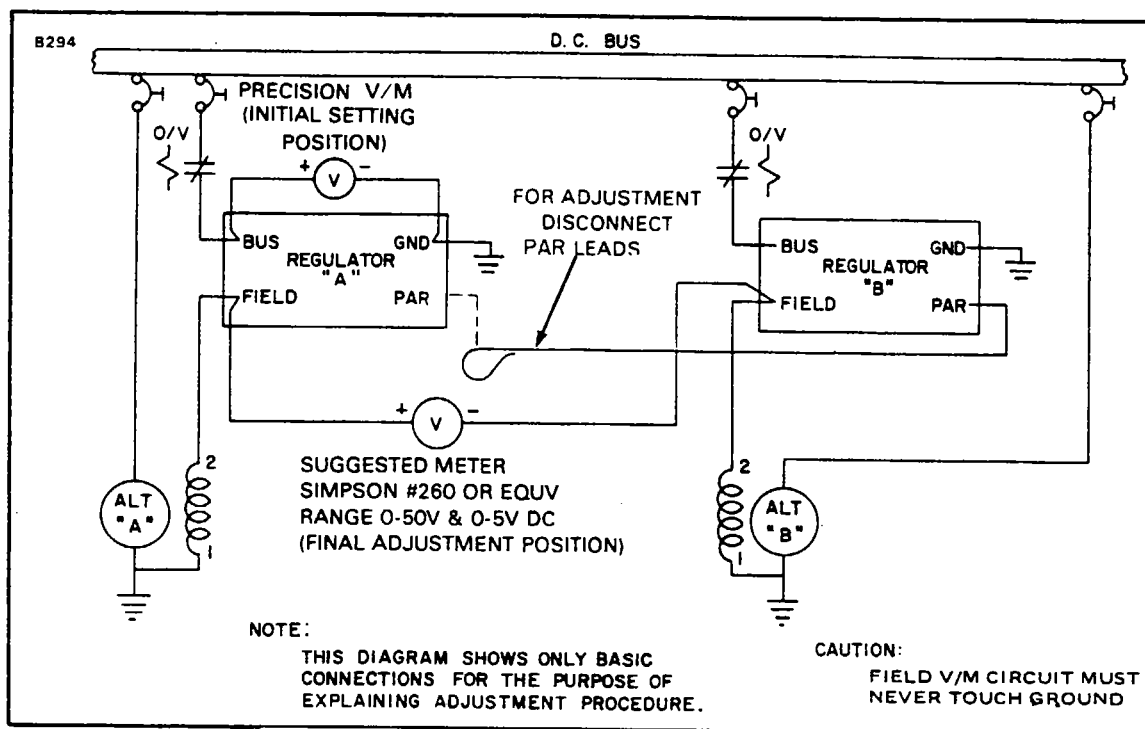 B294
D. C. BUS
PRECISION V/M
(INITIAL SETTING
POSITION)
O/V
+ V -
BUS
GND
REGULATOR
"A"
FIELD
PAR
FOR ADJUSTMENT
DISCONNECT
PAR LEADS
O/V
BUS
GND
REGULATOR
"B"
FIELD
PAR
+ V -
SUGGESTED METER
SIMPSON #260 OR EQUV
RANGE 0-50V & 0-5V DC
(FINAL ADJUSTMENT POSITION)
ALT
"A"
2
1
2
1
ALT
"B"
NOTE:
THIS DIAGRAM SHOWS ONLY BASIC
CONNECTIONS FOR THE PURPOSE OF
EXPLAINING ADJUSTMENT PROCEDURE.
CAUTION:
FIELD V/M CIRCUIT MUST
NEVER TOUCH GROUND